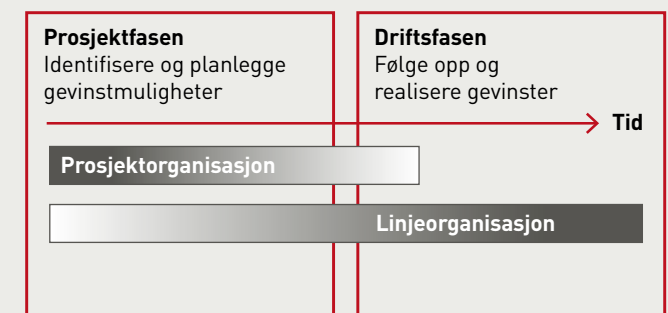 Prosjektfasen
Identifisere og planlegge
gevinstmuligheter
Driftsfasen
Følge opp og
realisere gevinster
Tid
Prosjektorganisasjon
Linjeorganisasjon